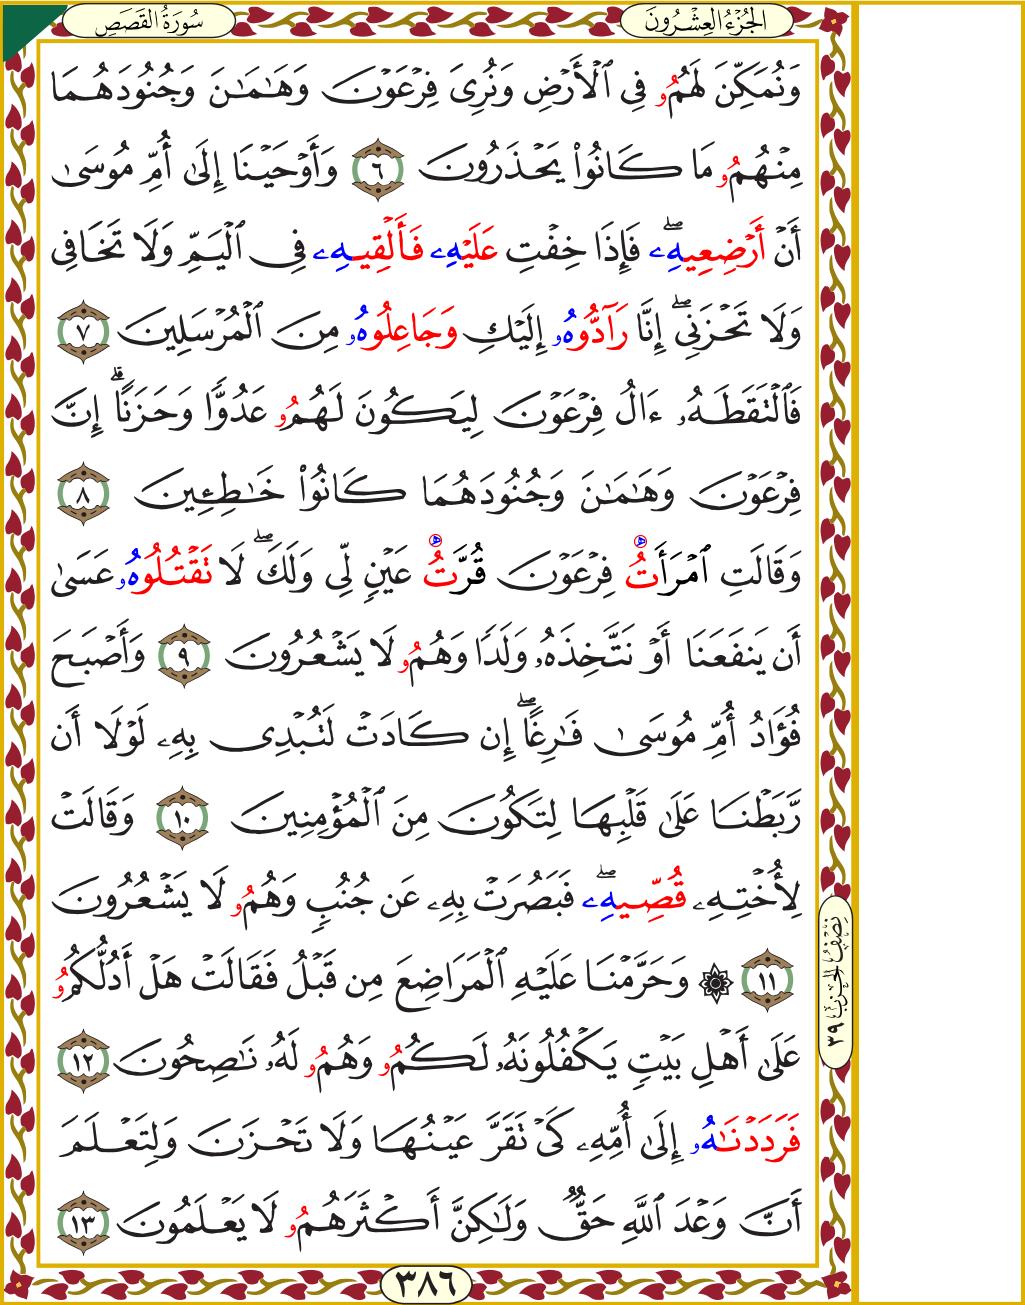 سُورَةُ القَصَصِ
الجُزْءُ العِشْرُونَ
وَنُمَكِّنَ لَهُمُۥ فِي ٱلْأَرْضِ وَنُرِىَ فِرْعَوْنَ وَهَٰمَٰنَ وَجُنُودَهُمَا
مِنْهُمُۥ مَا كَانُوا۟ يَحْذَرُونَ ٦ وَأَوْحَيْنَا إِلَىٰ أُمِّ مُوسَىٰ
أَنْ أَرْضِعِيهِۦۖ فَإِذَا خِفْتِ عَلَيْهِۦ فَأَلْقِيهِۦ فِى ٱلْيَمِّ وَلَا تَخَافِى
وَلَا تَحْزَنِىٓۖ إِنَّا رَآدُّوهُۥ إِلَيْكِ وَجَاعِلُوهُۥ مِنَ ٱلْمُرْسَلِينَ ٧
فَٱلْتَقَطَهُۥ ءَالُ فِرْعَوْنَ لِيَكُونَ لَهُمُۥ عَدُوًّا وَحَزَنًاۗ إِنَّ
فِرْعَوْنَ وَهَٰمَٰنَ وَجُنُودَهُمَا كَانُوا۟ خَٰطِـِٔينَ ٨
وَقَالَتِ ٱمْرَأَتُ فِرْعَوْنَ قُرَّتُ عَيْنٍ لِّى وَلَكَۖ لَا تَقْتُلُوهُۥ عَسَىٰ
أَن يَنفَعَنَا أَوْ نَتَّخِذَهُۥ وَلَدًا وَهُمُۥ لَا يَشْعُرُونَ ٩ وَأَصْبَحَ
فُؤَادُ أُمِّ مُوسَىٰ فَٰرِغًاۖ إِن كَادَتْ لَتُبْدِى بِهِۦ لَوْلَا أَن
رَّبَطْنَا عَلَىٰ قَلْبِهَا لِتَكُونَ مِنَ ٱلْمُؤْمِنِينَ ١٠ وَقَالَتْ
لِأُخْتِهِۦ قُصِّيهِۦۖ فَبَصُرَتْ بِهِۦ عَن جُنُبٍ وَهُمُۥ لَا يَشْعُرُونَ
١١ ۞ وَحَرَّمْنَا عَلَيْهِ ٱلْمَرَاضِعَ مِن قَبْلُ فَقَالَتْ هَلْ أَدُلُّكُمُۥ
عَلَىٰ أَهْلِ بَيْتٍ يَكْفُلُونَهُۥ لَكُمُۥ وَهُمُۥ لَهُۥ نَٰصِحُونَ ١٢
فَرَدَدْنَٰهُۥ إِلَىٰ أُمِّهِۦ كَىْ تَقَرَّ عَيْنُهَا وَلَا تَحْزَنَ وَلِتَعْلَمَ
أَنَّ وَعْدَ ٱللَّهِ حَقٌّ وَلَٰكِنَّ أَكْثَرَهُمُۥ لَا يَعْلَمُونَ ١٣
نِصْفُ الحِزْبِ ٣٩
٣٨٦